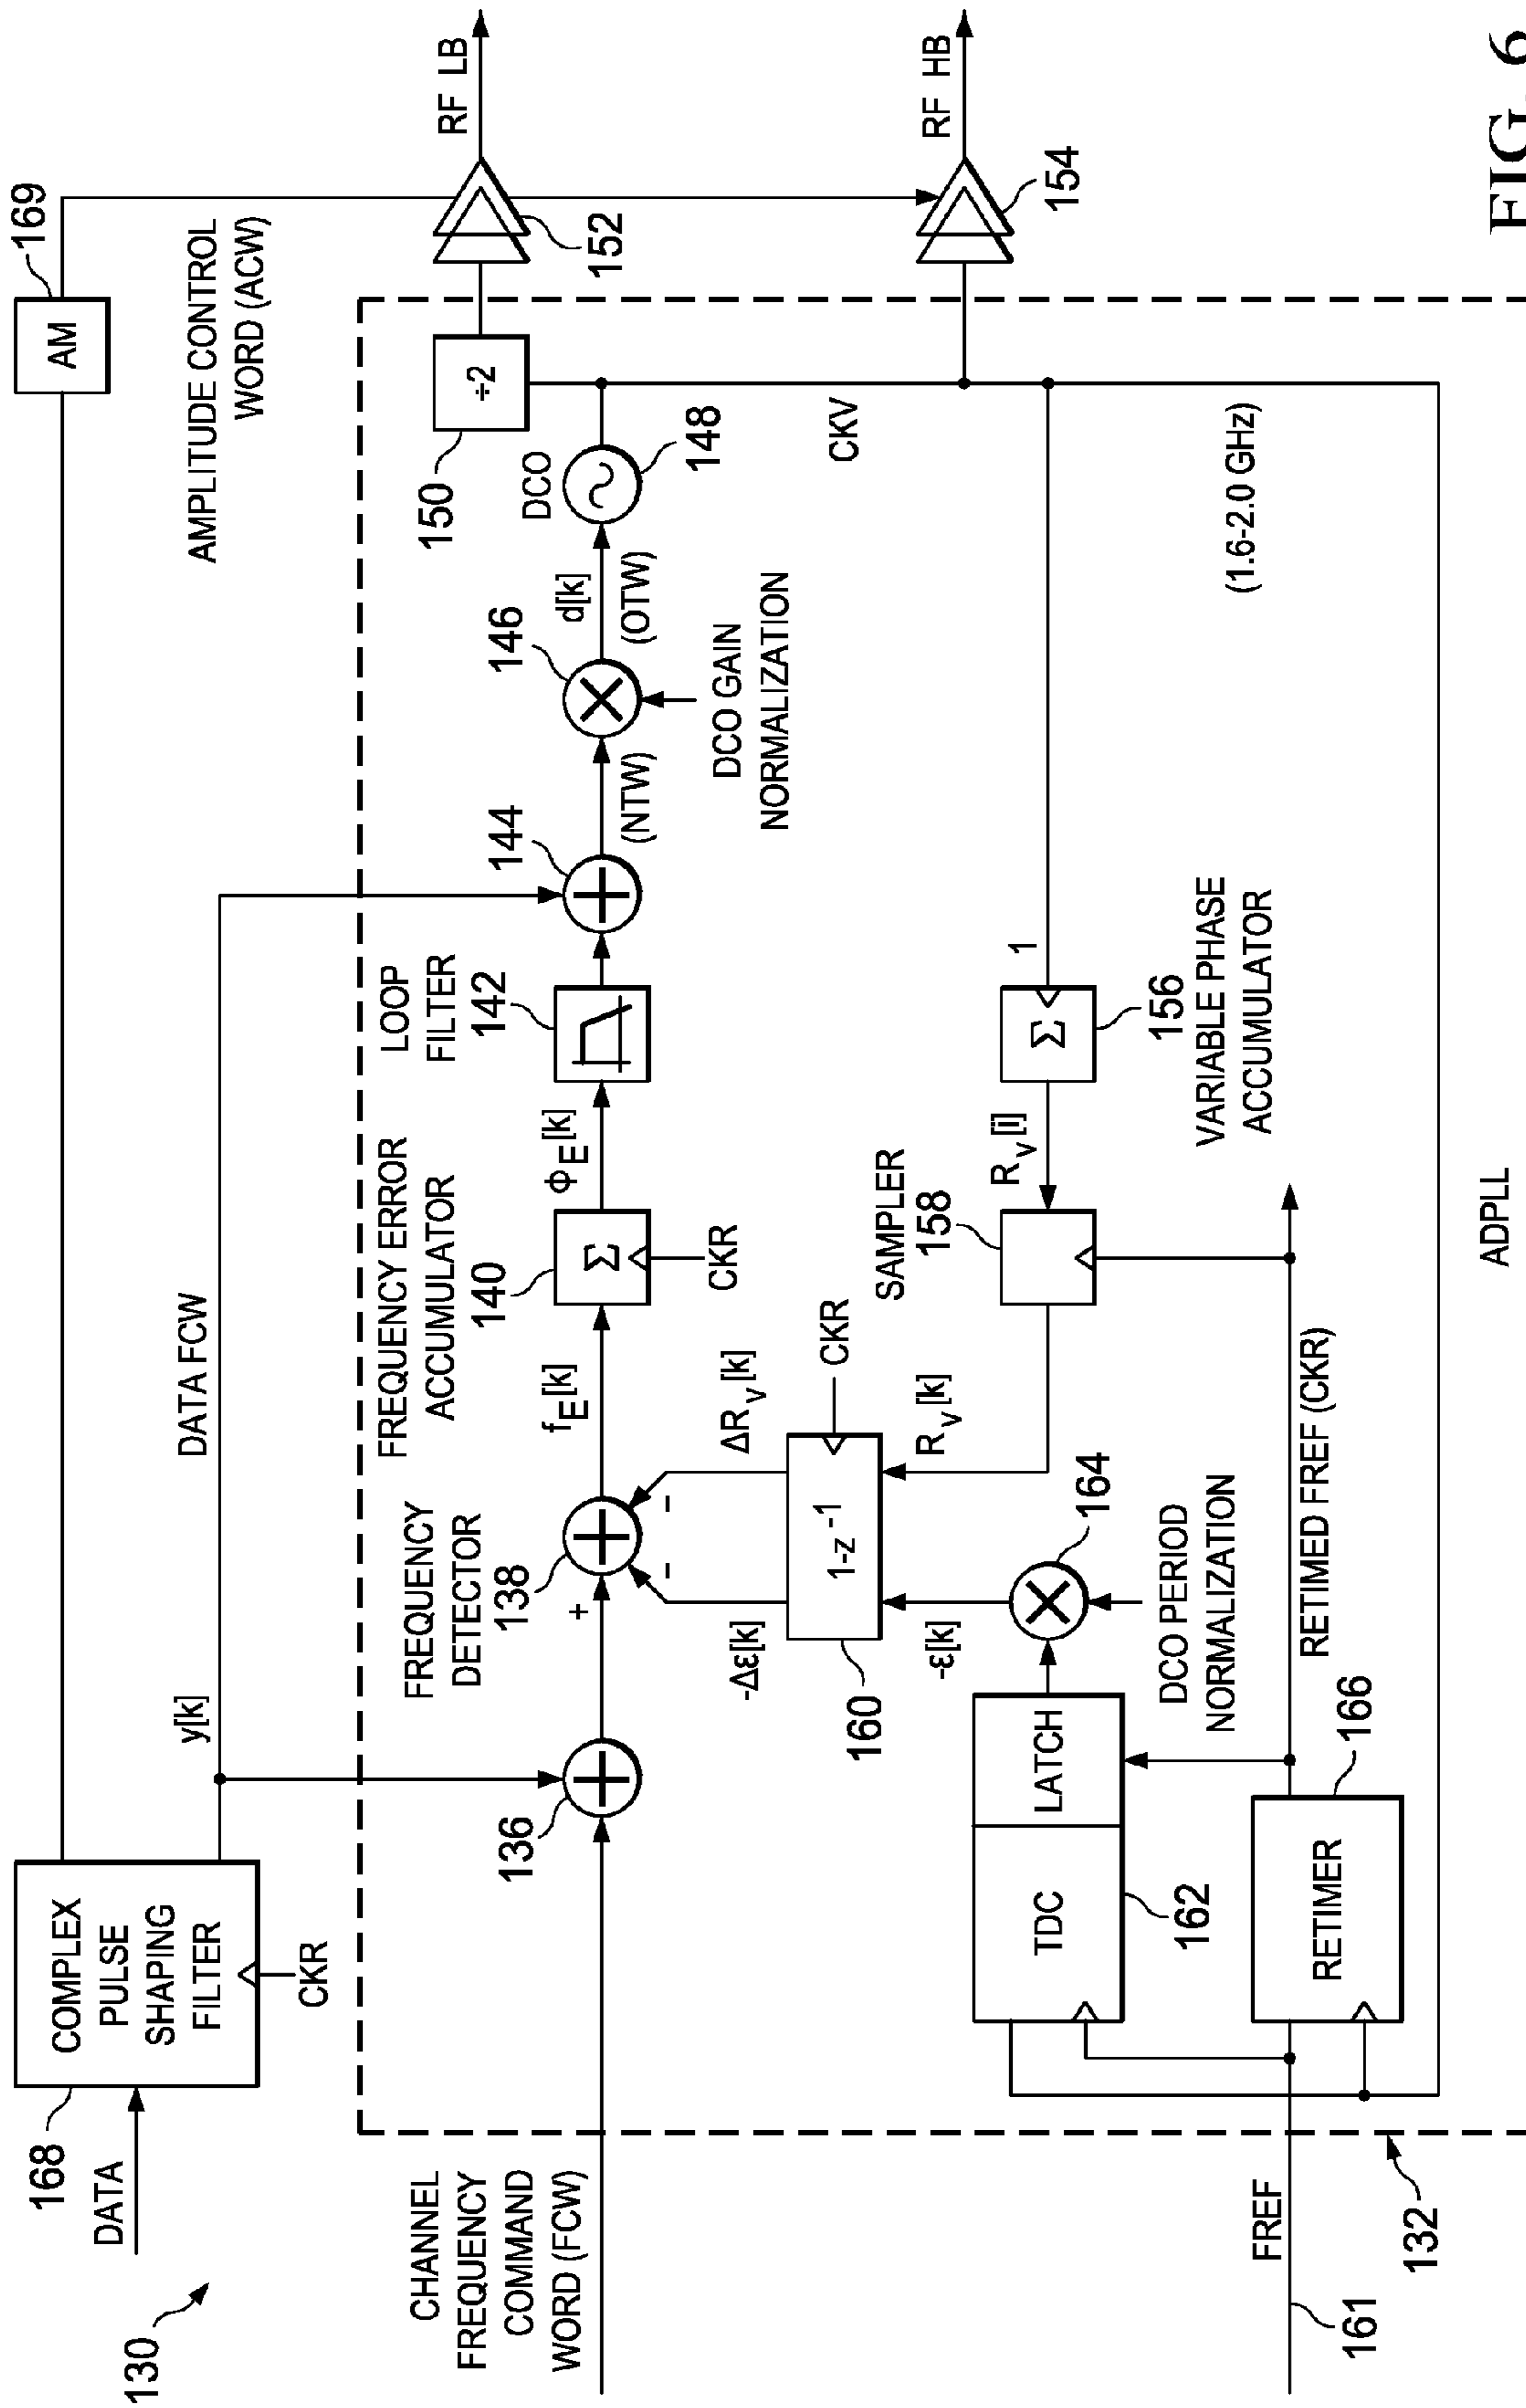 130
168
DATA
COMPLEX
PULSE
SHAPING
FILTER
CKR
AM
169
AMPLITUDE CONTROL
WORD (ACW)
y[k]
DATA FCW
RF LB
152
RF HB
154
CHANNEL
FREQUENCY
COMMAND
WORD (FCW)
136
FREQUENCY
DETECTOR
138
+
−
−
fE[k]
FREQUENCY ERROR
ACCUMULATOR
140
Σ
CKR
ΦE[k]
LOOP
FILTER
142
144
(NTW)
146
DCO GAIN
NORMALIZATION
d[k]
(OTW)
DCO
148
150
÷2
CKV
-Δε[k]
ΔRv[k]
160
1-z-1
CKR
-ε[k]
Rv[k]
164
DCO PERIOD
NORMALIZATION
SAMPLER
158
Rv[i]
Σ
1
156
VARIABLE PHASE
ACCUMULATOR
(1.6-2.0 GHz)
TDC
LATCH
162
RETIMER
166
RETIMED FREF (CKR)
FREF
161
132
ADPLL
FIG. 6